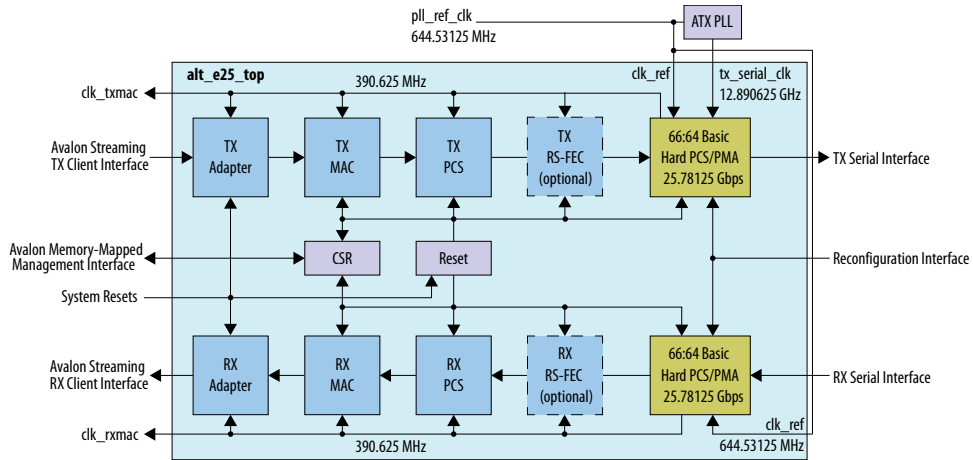 pll_ref_clk
644.53125 MHz
ATX PLL
alt_e25_top
clk_txmac
390.625 MHz
clk_ref
tx_serial_clk
12.890625 GHz
Avalon Streaming
TX Client Interface
TX
Adapter
TX
MAC
TX
PCS
TX
RS-FEC
(optional)
66:64 Basic
Hard PCS/PMA
25.78125 Gbps
TX Serial Interface
Avalon Memory-Mapped
Management Interface
CSR
Reset
Reconfiguration Interface
System Resets
Avalon Streaming
RX Client Interface
RX
Adapter
RX
MAC
RX
PCS
RX
RS-FEC
(optional)
66:64 Basic
Hard PCS/PMA
25.78125 Gbps
RX Serial Interface
clk_rxmac
390.625 MHz
clk_ref
644.53125 MHz